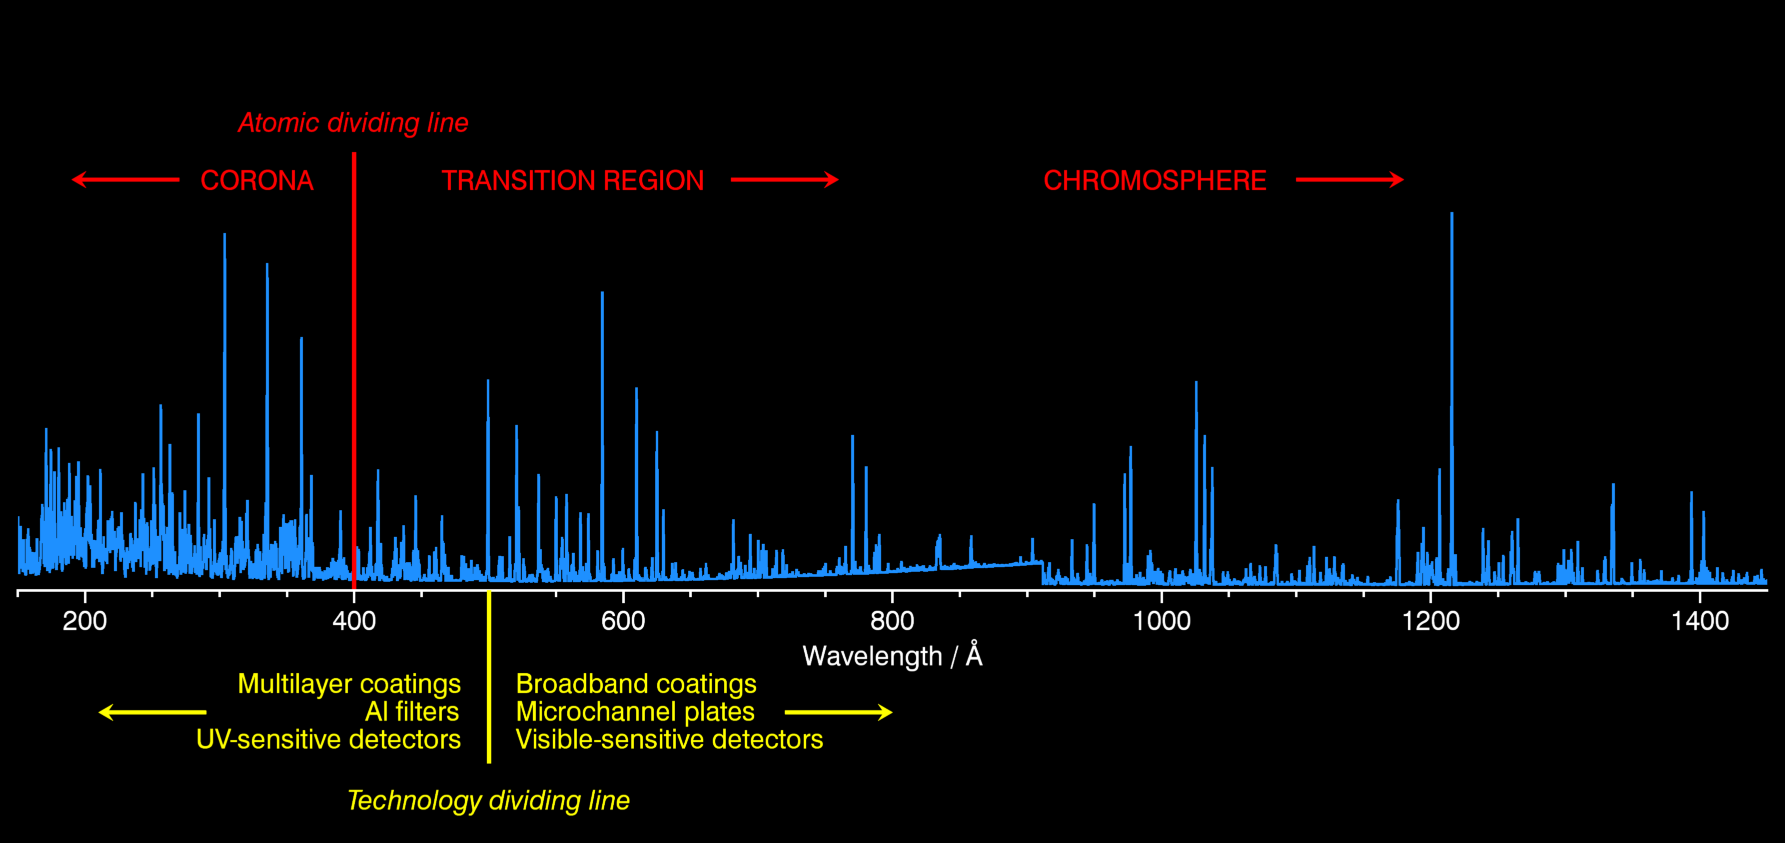 Atomic dividing line
CORONA
TRANSITION REGION
CHROMOSPHERE
200
400
600
800
1000
1200
1400
Wavelength / Å
Multilayer coatings
Al filters
UV-sensitive detectors
Broadband coatings
Microchannel plates
Visible-sensitive detectors
Technology dividing line